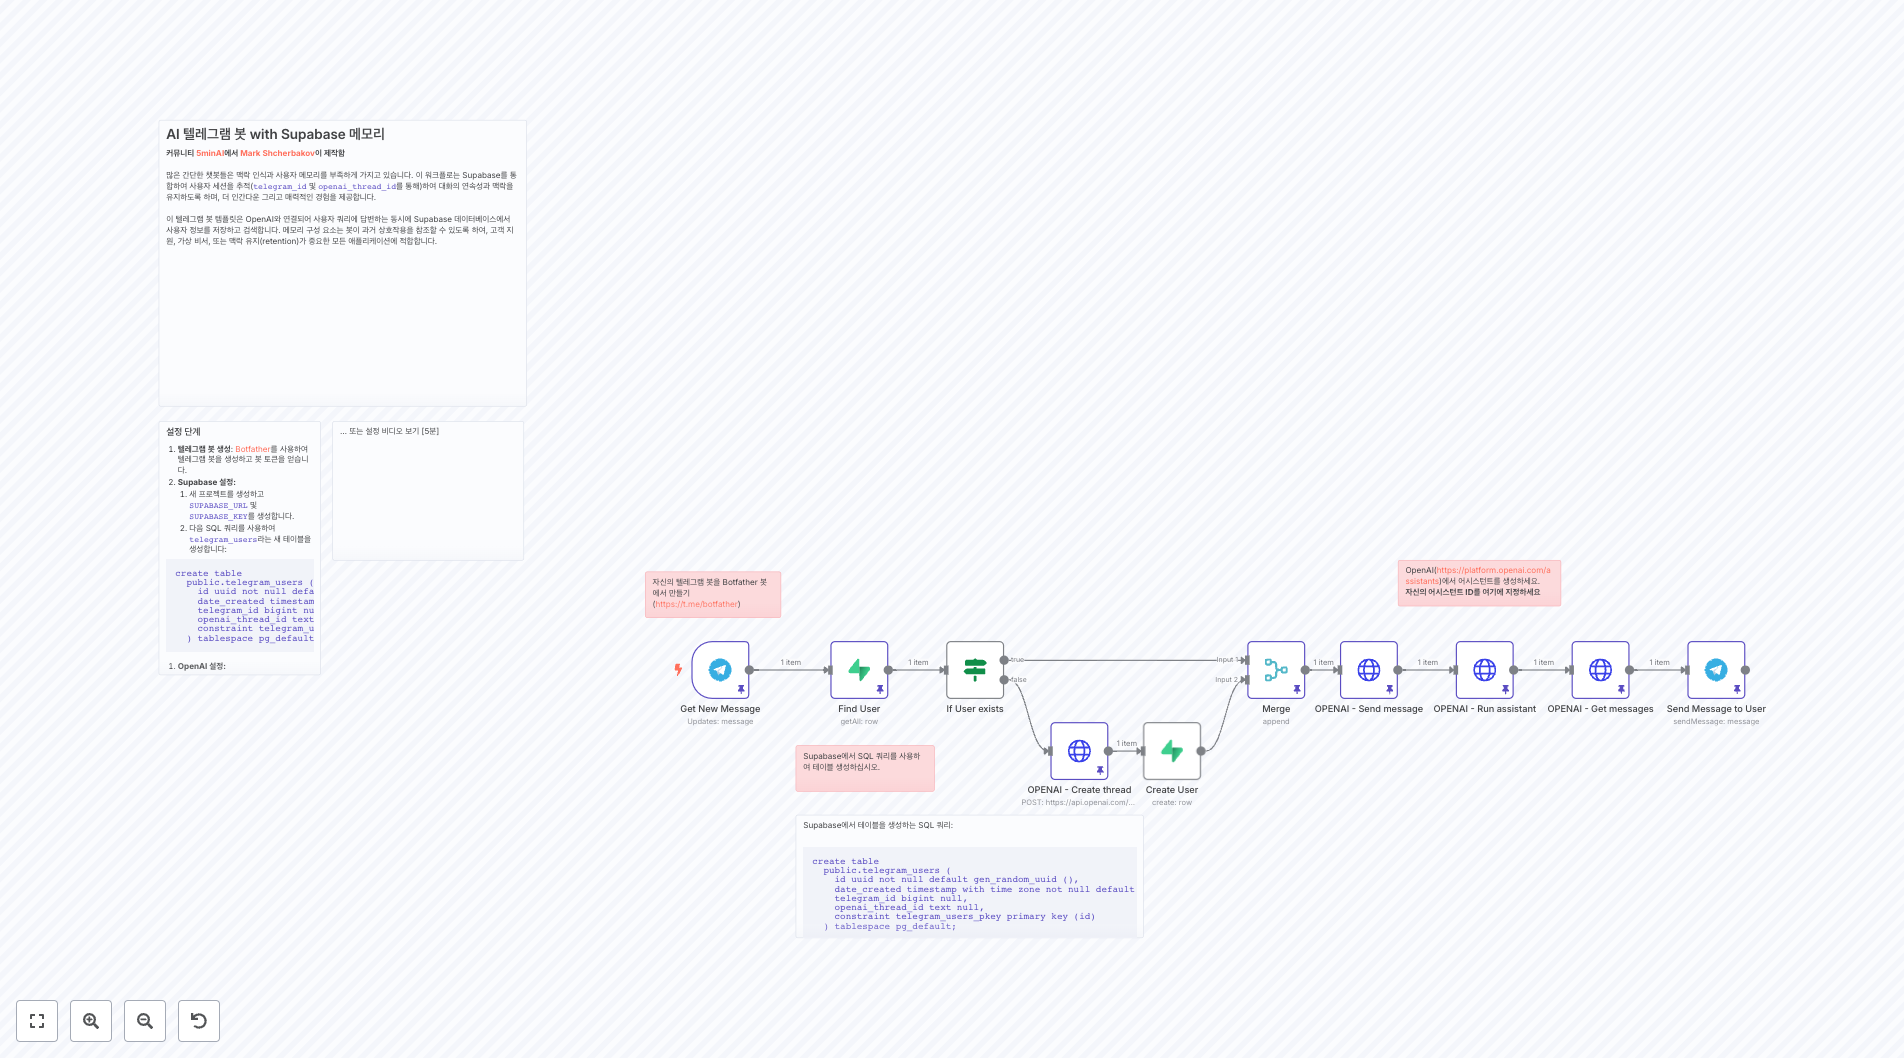 AI 텔레그램 봇 with Supabase 메모리
커뮤니티 5minAI에서 Mark Shcherbakov이 제작함
많은 간단한 챗봇들은 맥락 인식과 사용자 메모리를 부족하게 가지고 있습니다. 이 워크플로는 Supabase를 통
합하여 사용자 세션을 추적(telegram_id 및 openai_thread_id를 통해)하여 대화의 연속성과 맥락을
유지하도록 하며, 더 인간다운 그리고 매력적인 경험을 제공합니다.
이 텔레그램 봇 템플릿은 OpenAI와 연결되어 사용자 쿼리에 답변하는 동시에 Supabase 데이터베이스에서
사용자 정보를 저장하고 검색합니다. 메모리 구성 요소는 봇이 과거 상호작용을 참조할 수 있도록 하여, 고객 지
원, 가상 비서, 또는 맥락 유지(retention)가 중요한 모든 애플리케이션에 적합합니다.
설정 단계
1. 텔레그램 봇 생성: Botfather를 사용하여
텔레그램 봇을 생성하고 봇 토큰을 얻습니
다.
2. Supabase 설정:
1. 새 프로젝트를 생성하고
SUPABASE_URL 및
SUPABASE_KEY를 생성합니다.
2. 다음 SQL 쿼리를 사용하여
telegram_users라는 새 테이블을
생성합니다:
create table
public.telegram_users (
id uuid not null defa
date_created timestam
telegram_id bigint nu
openai_thread_id text
constraint telegram_u
) tablespace pg_default
1. OpenAI 설정:
... 또는 설정 비디오 보기 [5분]
자신의 텔레그램 봇을 Botfather 봇
에서 만들기
(https://t.me/botfather)
OpenAI(https://platform.openai.com/a
ssistants)에서 어시스턴트를 생성하세요.
자신의 어시스턴트 ID를 여기에 지정하세요
1 item
1 item
true
false
Input 1
Input 2
1 item
1 item
1 item
1 item
Get New Message
Updates: message
Find User
getAll: row
If User exists
Merge
append
OPENAI - Send message
OPENAI - Run assistant
OPENAI - Get messages
Send Message to User
sendMessage: message
1 item
OPENAI - Create thread
POST: https://api.openai.com/...
Create User
create: row
Supabase에서 SQL 쿼리를 사용하
여 테이블 생성하십시오.
Supabase에서 테이블을 생성하는 SQL 쿼리:
create table
public.telegram_users (
id uuid not null default gen_random_uuid (),
date_created timestamp with time zone not null default
telegram_id bigint null,
openai_thread_id text null,
constraint telegram_users_pkey primary key (id)
) tablespace pg_default;